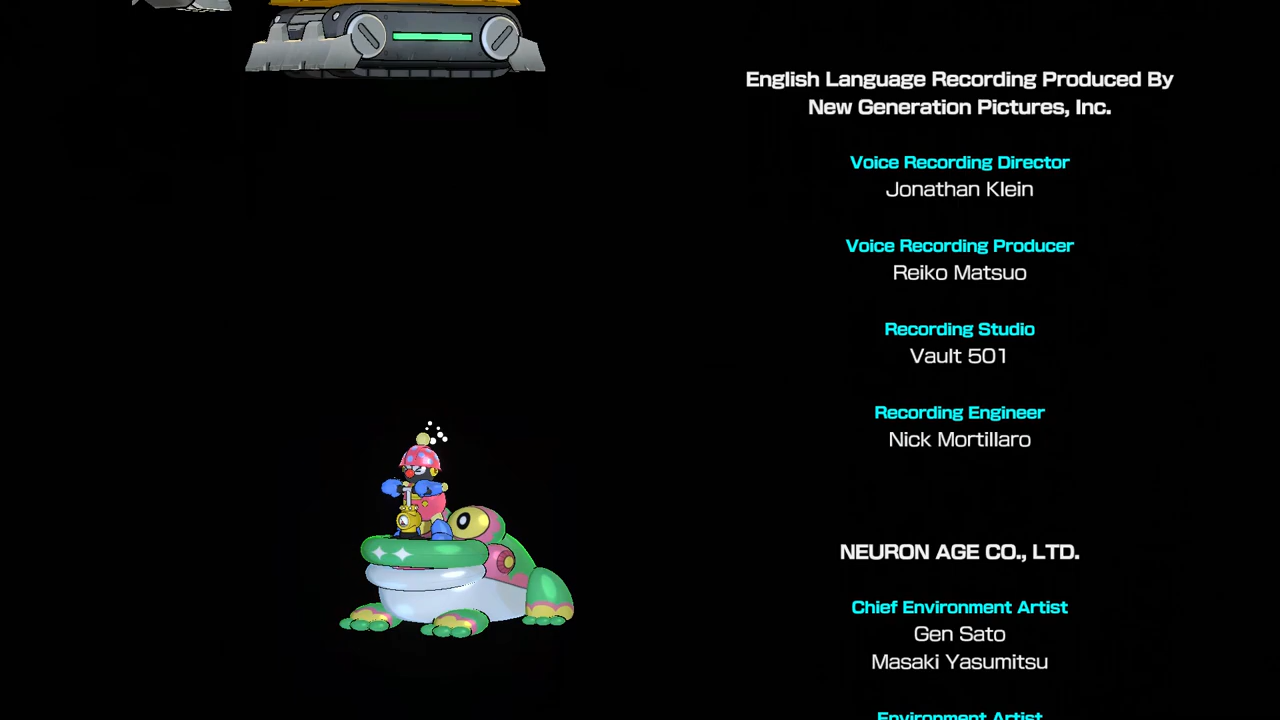 English Language Recording Produced By
New Generation Pictures, Inc.
Voice Recording Director
Jonathan Klein
Voice Recording Producer
Reiko Matsuo
Recording Studio
Vault 501
Recording Engineer
Nick Mortillaro
NEURON AGE CO., LTD.
Chief Environment Artist
Gen Sato
Masaki Yasumitsu
Environment Artist